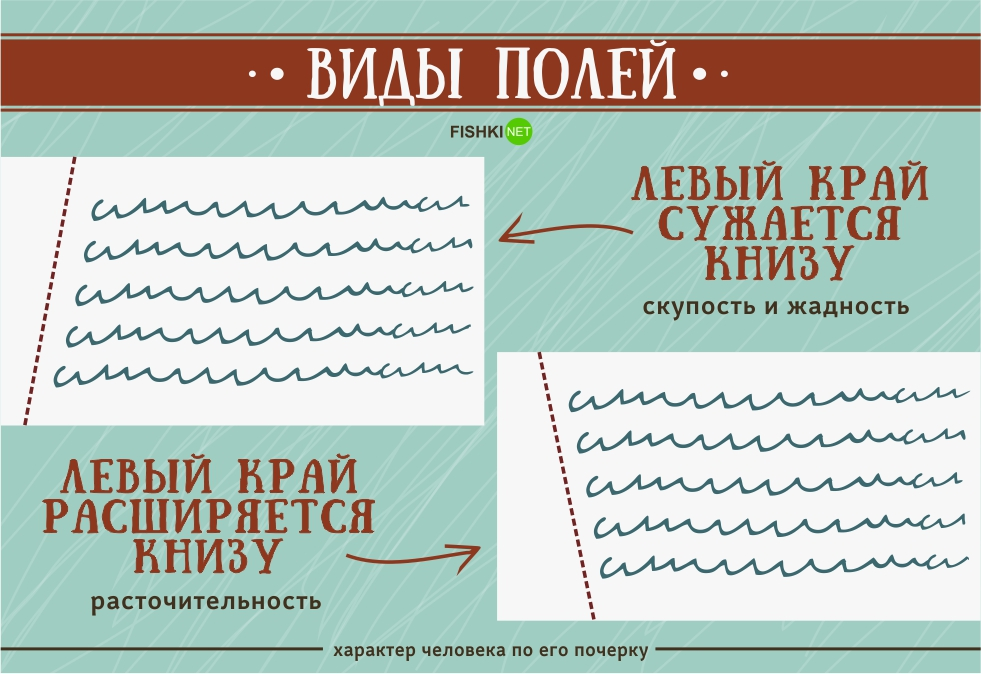 ВИДЫ ПОЛЕЙ
FISHKI NET
ЛЕВЫЙ КРАЙ
СУЖАЕТСЯ
КНИЗУ
скупость и жадность
ЛЕВЫЙ КРАЙ
РАСШИРЯЕТСЯ
КНИЗУ
расточительность
характер человека по его почерку